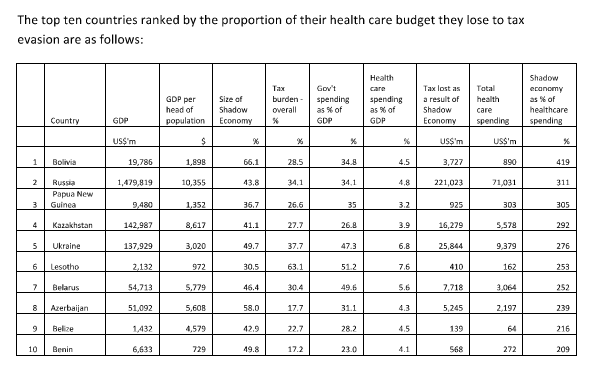 The top ten countries ranked by the proportion of their health care budget they lose to tax
evasion are as follows:
Country GDP GDP per head of population Size of Shadow Economy Tax burden - overall % Gov't spending as % of GDP Health care spending as % of GDP Tax lost as a result of Shadow Economy Total health care spending Shadow economy as % of healthcare spending
US$'m $ % % % % US$'m US$'m %
1 Bolivia 19,786 1,898 66.1 28.5 34.8 4.5 3,727 890 419
2 Russia 1,479,819 10,355 43.8 34.1 34.1 4.8 221,023 71,031 311
3 Papua New Guinea 9,480 1,352 36.7 26.6 35 3.2 925 303 305
4 Kazakhstan 142,987 8,617 41.1 27.7 26.8 3.9 16,279 5,578 292
5 Ukraine 137,929 3,020 49.7 37.7 47.3 6.8 25,844 9,379 276
6 Lesotho 2,132 972 30.5 63.1 51.2 7.6 410 162 253
7 Belarus 54,713 5,779 46.4 30.4 49.6 5.6 7,718 3,064 252
8 Azerbaijan 51,092 5,608 58.0 17.7 31.1 4.3 5,245 2,197 239
9 Belize 1,432 4,579 42.9 22.7 28.2 4.5 139 64 216
10 Benin 6,633 729 49.8 17.2 23.0 4.1 568 272 209